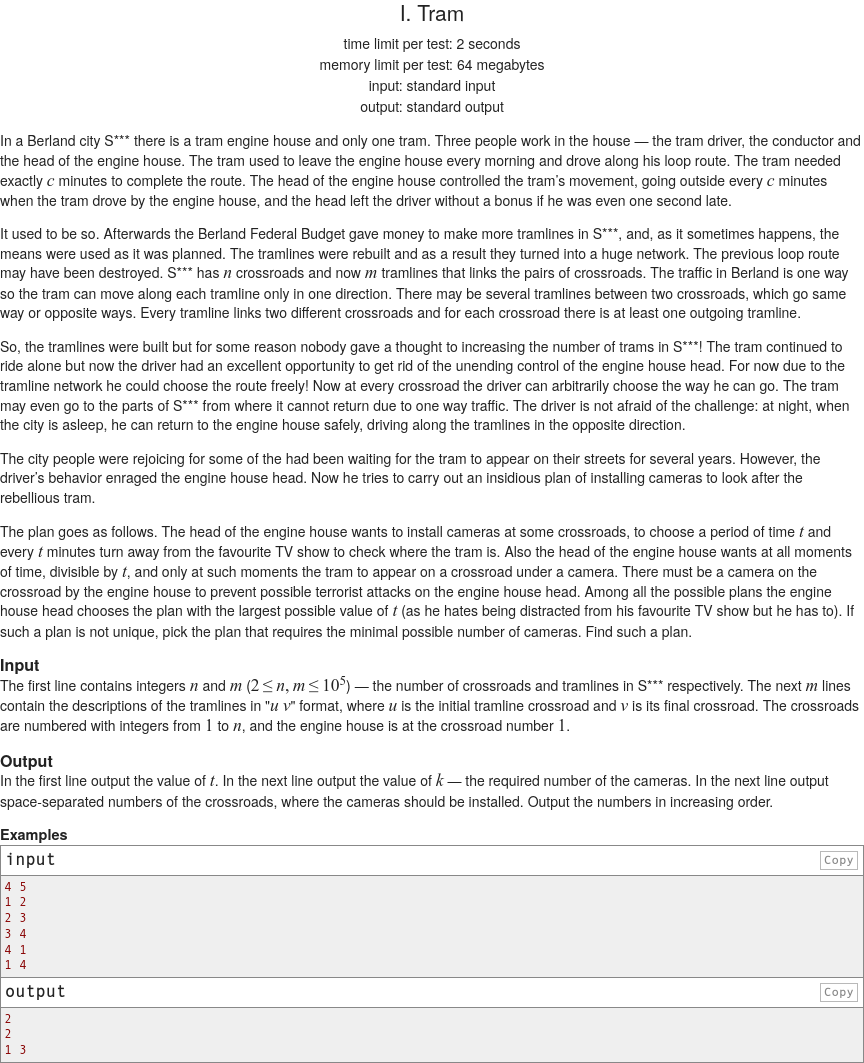 I. Tram
time limit per test: 2 seconds
memory limit per test: 64 megabytes
input: standard input
output: standard output
In a Berland city S*** there is a tram engine house and only one tram. Three people work in the house — the tram driver, the conductor and
the head of the engine house. The tram used to leave the engine house every morning and drove along his loop route. The tram needed
exactly c minutes to complete the route. The head of the engine house controlled the tram's movement, going outside every c minutes
when the tram drove by the engine house, and the head left the driver without a bonus if he was even one second late.
It used to be so. Afterwards the Berland Federal Budget gave money to make more tramlines in S***, and, as it sometimes happens, the
means were used as it was planned. The tramlines were rebuilt and as a result they turned into a huge network. The previous loop route
may have been destroyed. S*** has n crossroads and now m tramlines that links the pairs of crossroads. The traffic in Berland is one way
so the tram can move along each tramline only in one direction. There may be several tramlines between two crossroads, which go same
way or opposite ways. Every tramline links two different crossroads and for each crossroad there is at least one outgoing tramline.
So, the tramlines were built but for some reason nobody gave a thought to increasing the number of trams in S***! The tram continued to
ride alone but now the driver had an excellent opportunity to get rid of the unending control of the engine house head. For now due to the
tramline network he could choose the route freely! Now at every crossroad the driver can arbitrarily choose the way he can go. The tram
may even go to the parts of S*** from where it cannot return due to one way traffic. The driver is not afraid of the challenge: at night, when
the city is asleep, he can return to the engine house safely, driving along the tramlines in the opposite direction.
The city people were rejoicing for some of the had been waiting for the tram to appear on their streets for several years. However, the
driver's behavior enraged the engine house head. Now he tries to carry out an insidious plan of installing cameras to look after the
rebellious tram.
The plan goes as follows. The head of the engine house wants to install cameras at some crossroads, to choose a period of time t and
every t minutes turn away from the favourite TV show to check where the tram is. Also the head of the engine house wants at all moments
of time, divisible by t, and only at such moments the tram to appear on a crossroad under a camera. There must be a camera on the
crossroad by the engine house to prevent possible terrorist attacks on the engine house head. Among all the possible plans the engine
house head chooses the plan with the largest possible value of t (as he hates being distracted from his favourite TV show but he has to). If
such a plan is not unique, pick the plan that requires the minimal possible number of cameras. Find such a plan.
Input
The first line contains integers n and m (2 ≤ n, m ≤ 10^5) — the number of crossroads and tramlines in S*** respectively. The next m lines
contain the descriptions of the tramlines in "u v" format, where u is the initial tramline crossroad and v is its final crossroad. The crossroads
are numbered with integers from 1 to n, and the engine house is at the crossroad number 1.
Output
In the first line output the value of t. In the next line output the value of k — the required number of the cameras. In the next line output
space-separated numbers of the crossroads, where the cameras should be installed. Output the numbers in increasing order.
Examples
input
Copy
4 5
1 2
2 3
3 4
4 1
1 4
output
Copy
2
2
1 3